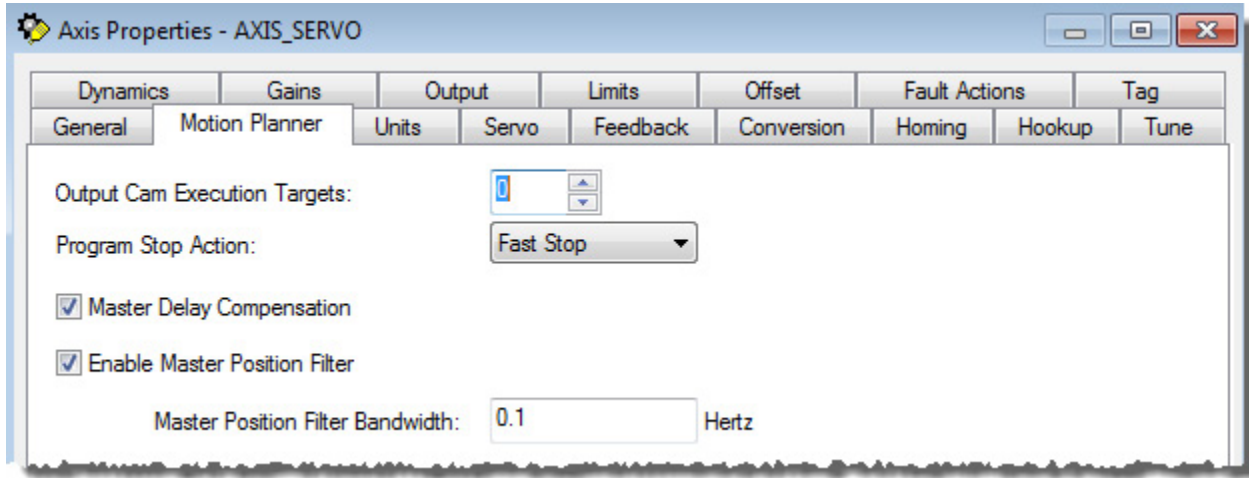 Axis Properties - AXIS_SERVO
Dynamics Gains Output Limits Offset Fault Actions Tag
General Motion Planner Units Servo Feedback Conversion Homing Hookup Tune
Output Cam Execution Targets: 0
Program Stop Action: Fast Stop
Master Delay Compensation
Enable Master Position Filter
Master Position Filter Bandwidth: 0.1 Hertz